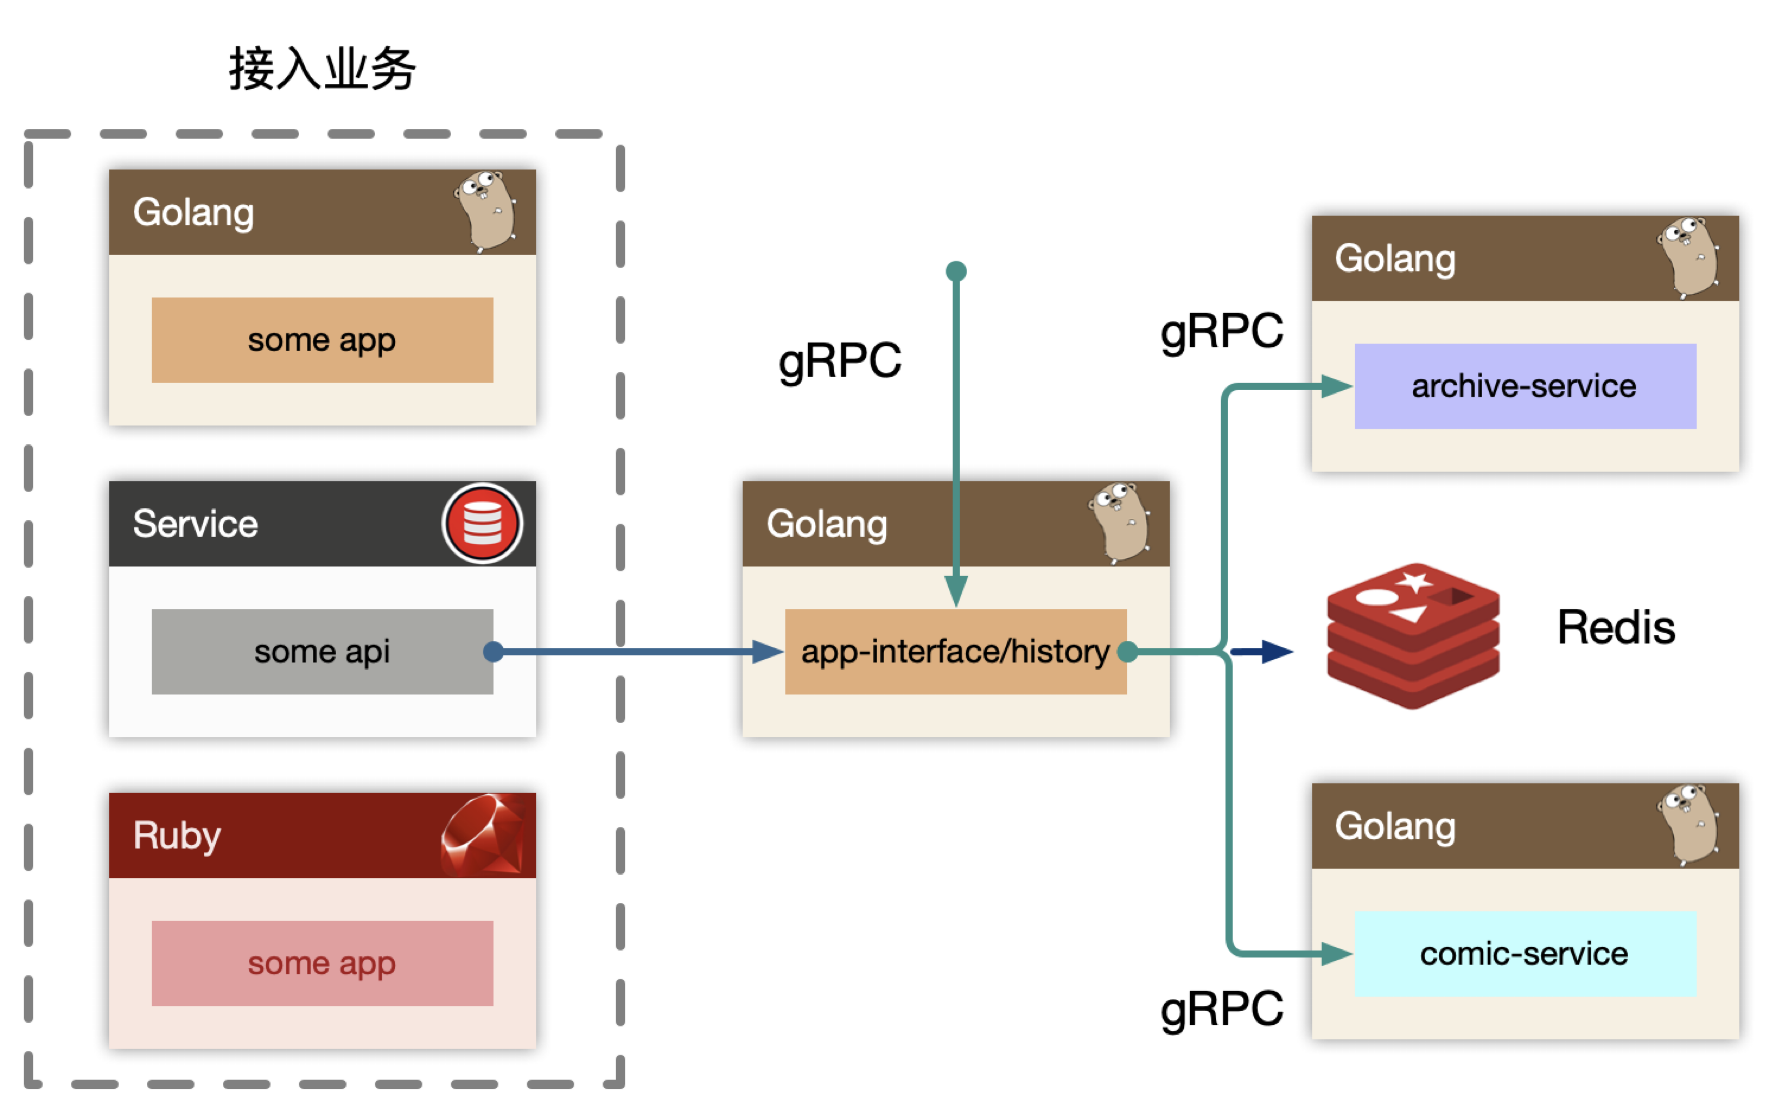 接入业务
Golang
some app
Service
some api
Ruby
some app
gRPC
Golang
app-interface/history
gRPC
Golang
archive-service
Redis
Golang
comic-service
gRPC